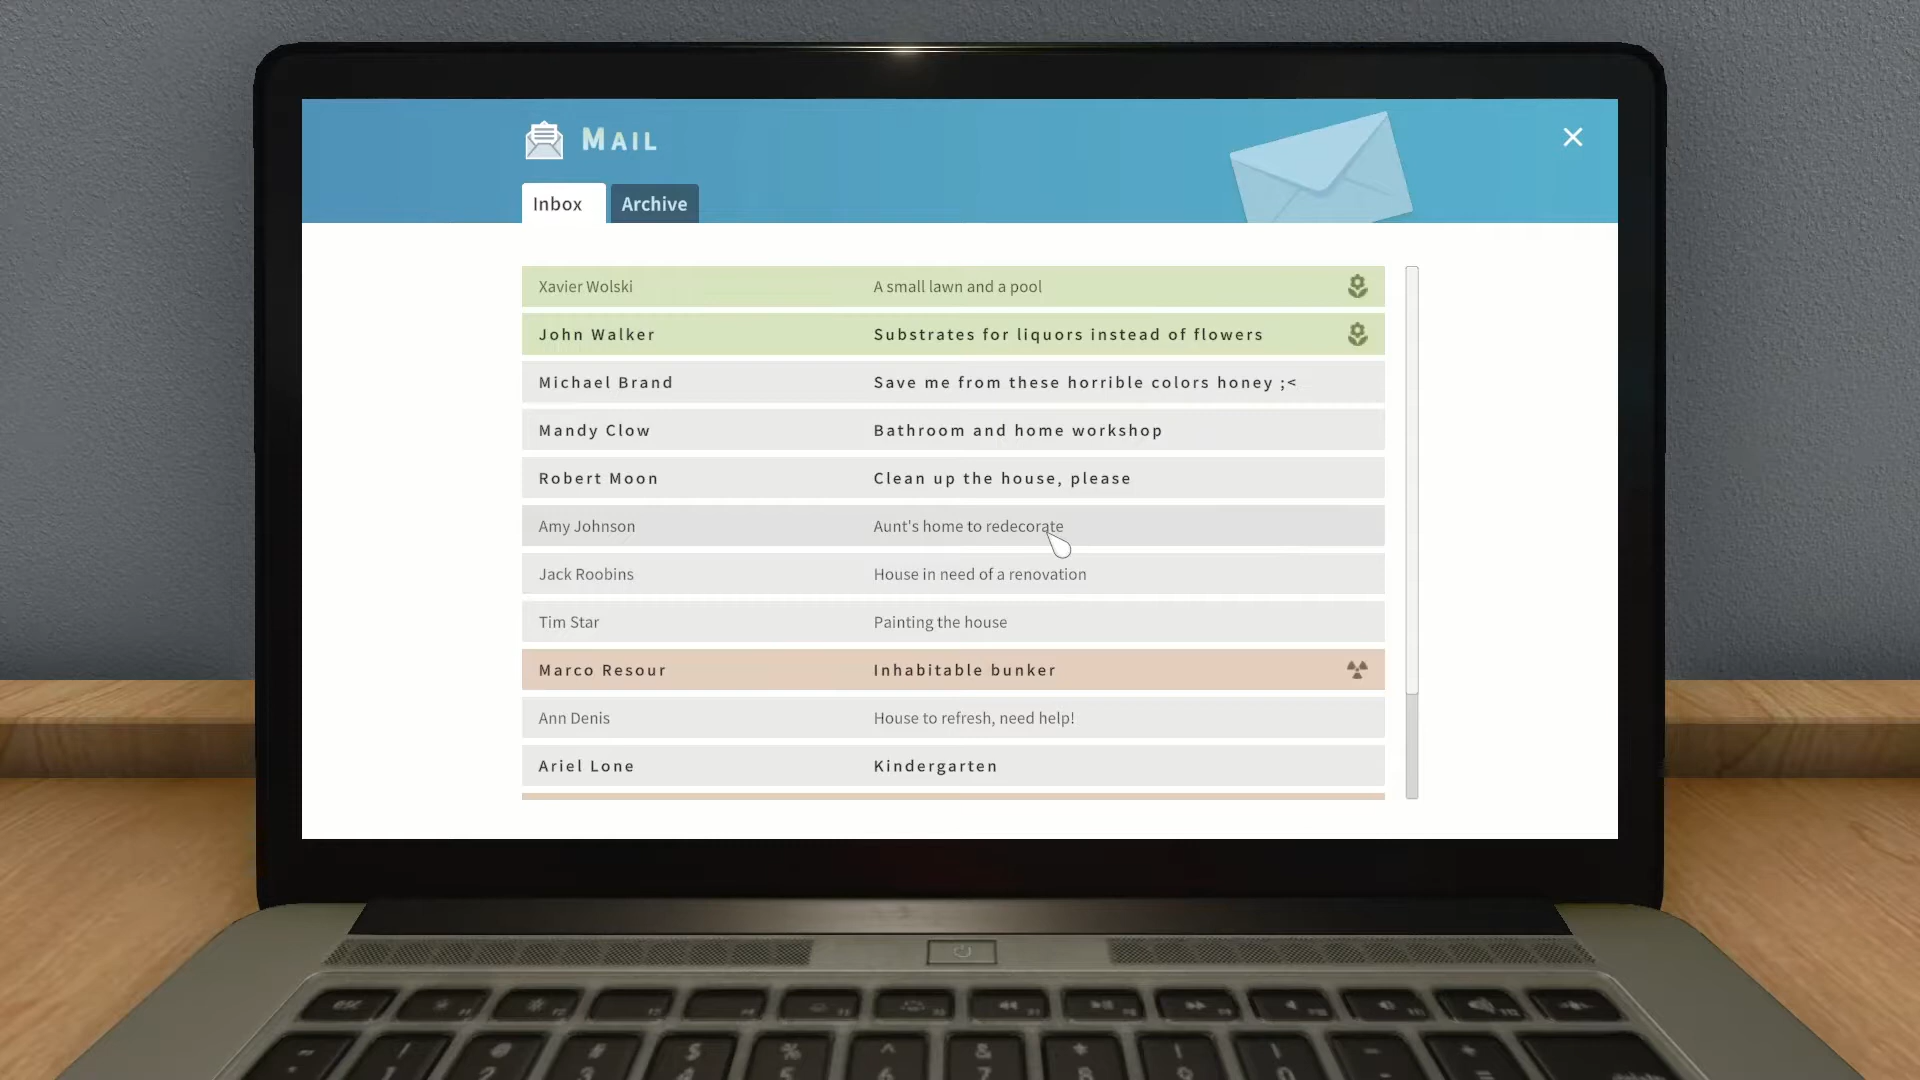 MAIL
Inbox Archive
Xavier Wolski A small lawn and a pool
John Walker Substrates for liquors instead of flowers
Michael Brand Save me from these horrible colors honey ;<
Mandy Clow Bathroom and home workshop
Robert Moon Clean up the house, please
Amy Johnson Aunt's home to redecorate
Jack Roobins House in need of a renovation
Tim Star Painting the house
Marco Resour Inhabitable bunker
Ann Denis House to refresh, need help!
Ariel Lone Kindergarten
esc